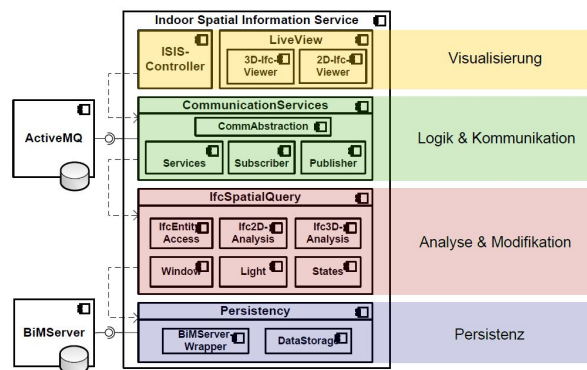 Indoor Spatial Information Service
ISIS-
Controller
LiveView
3D-Ifc-
Viewer
2D-Ifc-
Viewer
Visualisierung
CommunicationServices
CommAbstraction
Services
Subscriber
Publisher
Logik & Kommunikation
ActiveMQ
IfcSpatialQuery
IfcEntity
Access
Ifc2D-
Analysis
Ifc3D-
Analysis
Window
Light
States
Analyse & Modifikation
BiMServer
Persistency
BiMServer-
Wrapper
DataStorage
Persistenz